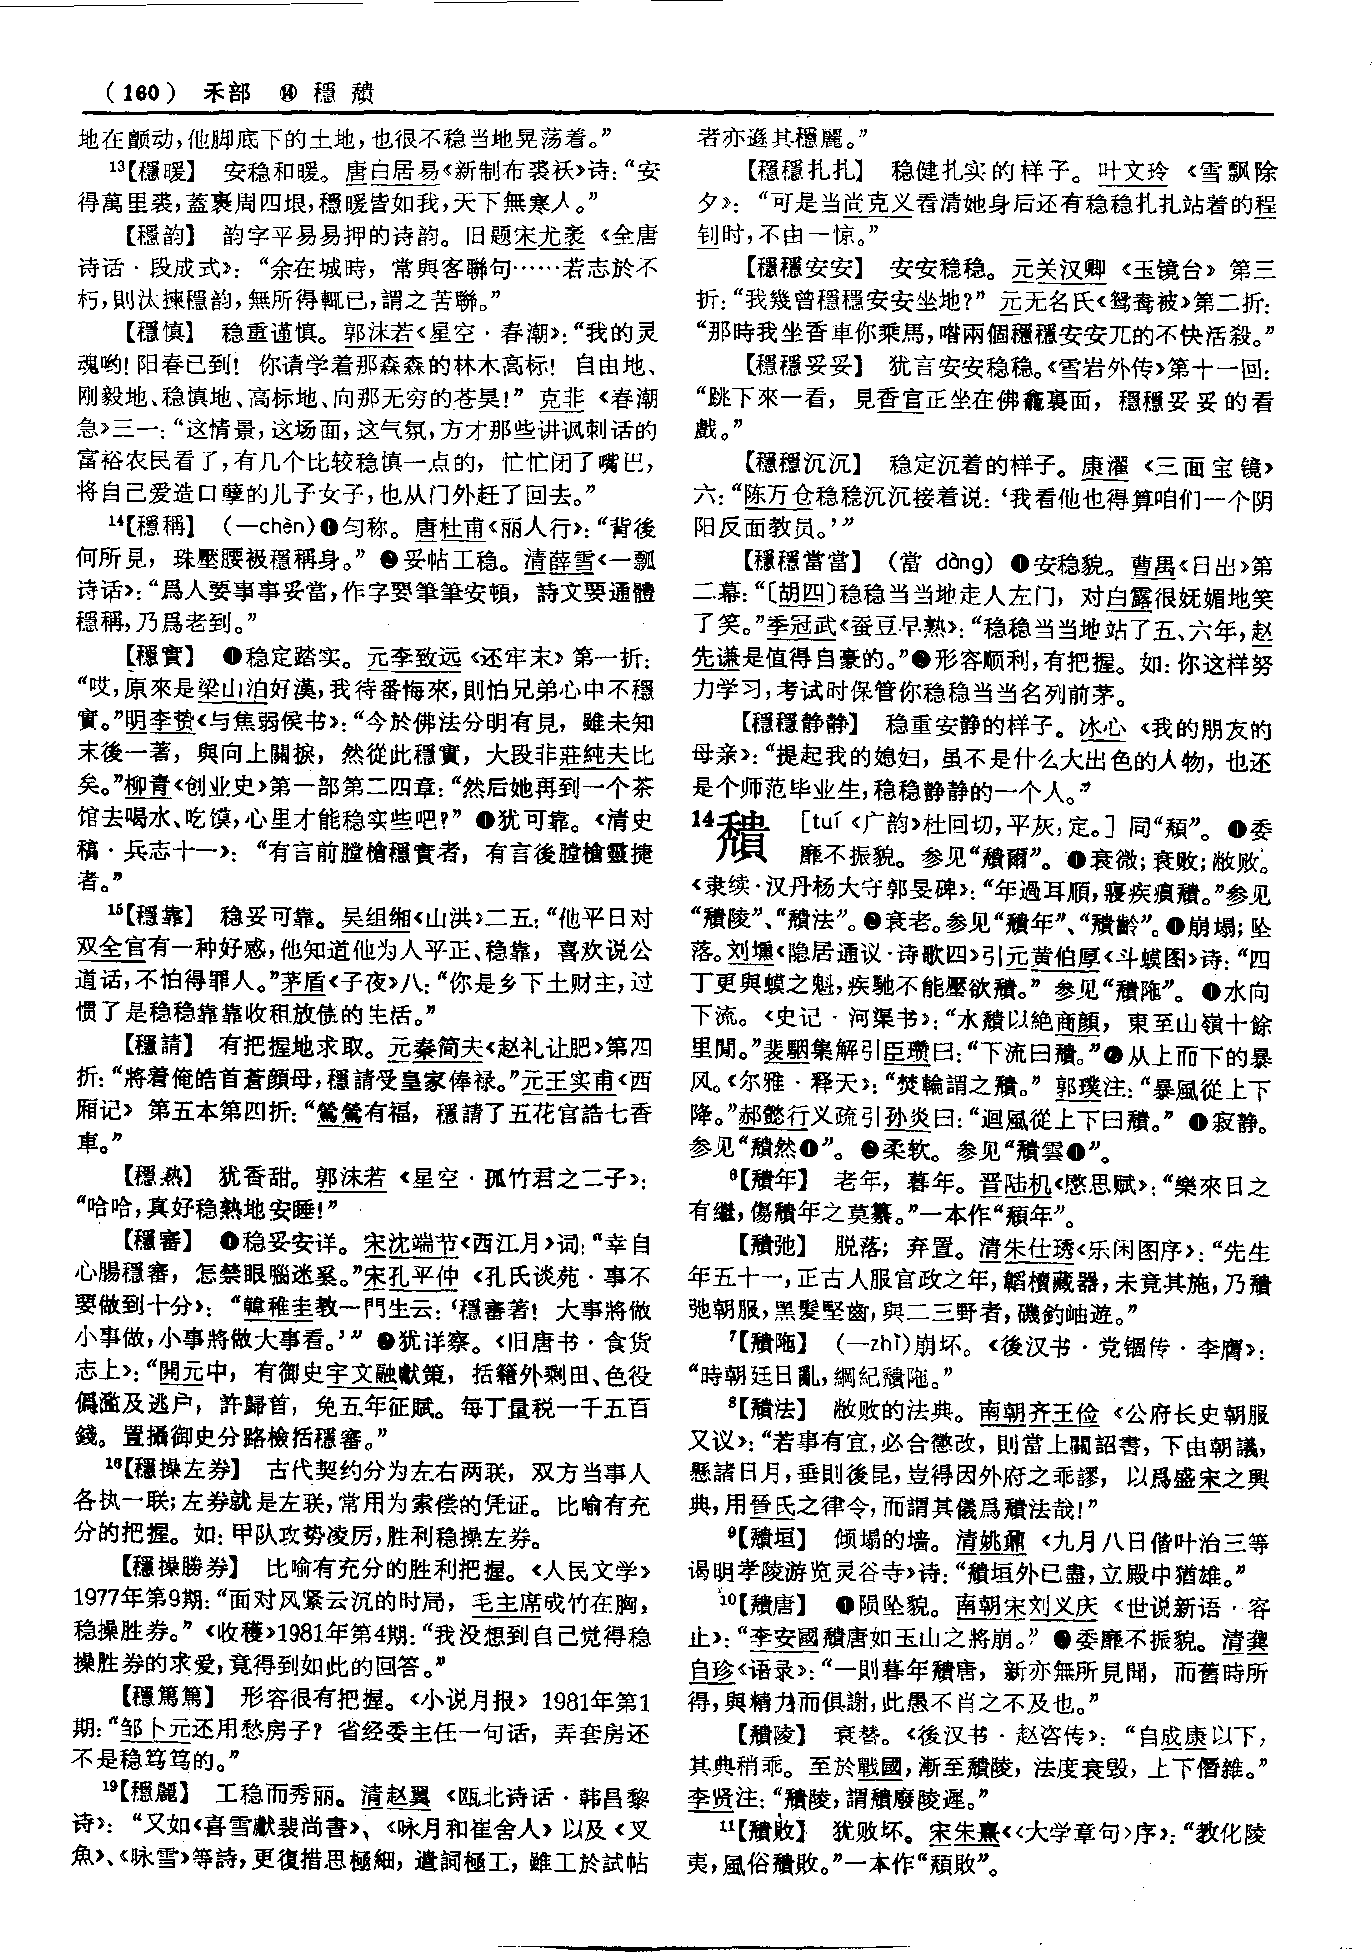 (160) 禾部 ⑭ 穩 穨
地在颤动，他脚底下的土地，也很不稳当地晃荡着。”
13【穩暖】 安稳和暖。唐白居易《新制布裘袄》诗：“安
得萬里裘，蓋裹周四垠，穩暖皆如我，天下無寒人。”
【穩韵】 韵字平易易押的诗韵。旧题宋尤袤《全唐
诗话·段成式》：“余在城時，常與客聯句……若志於不
朽，則汰揀穩韵，無所得輒已，謂之苦聯。”
【穩慎】 稳重谨慎。郭沫若《星空·春潮》：“我的灵
魂哟！阳春已到！你请学着那森森的林木高标！自由地、
刚毅地、稳慎地、高标地、向那无穷的苍昊！”克非《春潮
急》三一：“这情景，这场面，这气氛，方才那些讲讽刺话的
富裕农民看了，有几个比较稳慎一点的，忙忙闭了嘴巴，
将自己爱造口孽的儿子女子，也从门外赶了回去。”
14【穩稱】 （—chèn）❶匀称。唐杜甫《丽人行》：“背後
何所見，珠壓腰衱穩稱身。”❷妥帖工稳。清薛雪《一瓢
诗话》：“爲人要事事妥當，作字要筆筆安頓，詩文要通體
穩稱，乃爲老到。”
【穩實】 ❶稳定踏实。元李致远《还牢末》第一折：
“哎，原來是梁山泊好漢，我待番悔來，則怕兄弟心中不穩
實。”明李贽《与焦弱侯书》：“今於佛法分明有見，雖未知
末後一著，與向上關捩，然從此穩實，大段非莊純夫比
矣。”柳青《创业史》第一部第二四章：“然后她再到一个茶
馆去喝水、吃馍，心里才能稳实些吧？”❷犹可靠。《清史
稿·兵志十一》：“有言前膛槍穩實者，有言後膛槍靈捷
者。”
15【穩靠】 稳妥可靠。吴组缃《山洪》二五：“他平日对
双全官有一种好感，他知道他为人平正、稳靠，喜欢说公
道话，不怕得罪人。”茅盾《子夜》八：“你是乡下土财主，过
惯了是稳稳靠靠收租放债的生活。”
【穩請】 有把握地求取。元秦简夫《赵礼让肥》第四
折：“將着俺皓首蒼顔母，穩請受皇家俸禄。”元王实甫《西
厢记》第五本第四折：“鶯鶯有福，穩請了五花官誥七香
車。”
【穩熱】 犹香甜。郭沫若《星空·孤竹君之二子》：
“哈哈，真好稳熱地安睡！”
【穩審】 ❶稳妥安详。宋沈端节《西江月》词：“幸自
心腸穩審，怎禁眼腦迷奚。”宋孔平仲《孔氏谈苑·事不
要做到十分》：“韓稚圭教一門生云：‘穩審著！大事將做
小事做，小事將做大事看。’”❷犹详察。《旧唐书·食货
志上》：“開元中，有御史宇文融獻策，括籍外剩田、色役
僞濫及逃户，許歸首，免五年征賦。每丁量税一千五百
錢。置攝御史分路檢括穩審。”
16【穩操左券】 古代契约分为左右两联，双方当事人
各执一联；左券就是左联，常用为索偿的凭证。比喻有充
分的把握。如：甲队攻势凌厉，胜利稳操左券。
【穩操勝券】 比喻有充分的胜利把握。《人民文学》
1977年第9期：“面对风紧云沉的时局，毛主席成竹在胸，
稳操胜券。”《收穫》1981年第4期：“我没想到自己觉得稳
操胜券的求爱，竟得到如此的回答。”
【穩篤篤】 形容很有把握。《小说月报》1981年第1
期：“邹卜元还用愁房子？省经委主任一句话，弄套房还
不是稳笃笃的。”
19【穩麗】 工稳而秀丽。清赵翼《瓯北诗话·韩昌黎
诗》：“又如《喜雪獻裴尚書》、《咏月和崔舍人》以及《叉
魚》、《咏雪》等詩，更復措思極細，遣詞極工，雖工於試帖
者亦遜其穩麗。”
【穩穩扎扎】 稳健扎实的样子。叶文玲《雪飘除
夕》：“可是当尚克义看清她身后还有稳稳扎扎站着的程
钊时，不由一惊。”
【穩穩安安】 安安稳稳。元关汉卿《玉镜台》第三
折：“我幾曾穩穩安安坐地？”元无名氏《鸳鸯被》第二折：
“那時我坐香車你乘馬，喒兩個穩穩安安兀的不快活殺。”
【穩穩妥妥】 犹言安安稳稳。《雪岩外传》第十一回：
“跳下來一看，見香官正坐在佛龕裏面，穩穩妥妥的看
戲。”
【穩穩沉沉】 稳定沉着的样子。康濯《三面宝镜》
六：“陈万仓稳稳沉沉接着说：‘我看他也得算咱们一个阴
阳反面教员。’”
【穩穩當當】 （當 dàng）❶安稳貌。曹禺《日出》第
二幕：“〔胡四〕稳稳当当地走人左门，对白露很妩媚地笑
了笑。”季冠武《蚕豆早熟》：“稳稳当当地站了五、六年，赵
先谦是值得自豪的。”❷形容顺利，有把握。如：你这样努
力学习，考试时保管你稳稳当当名列前茅。
【穩穩静静】 稳重安静的样子。冰心《我的朋友的
母亲》：“提起我的媳妇，虽不是什么大出色的人物，也还
是个师范毕业生，稳稳静静的一个人。”
14穨 ［tuí《广韵》杜回切，平灰，定。］同“頹”。❶委
靡不振貌。参见“穨爾”。❷衰微；衰败；敝败。
《隶续·汉丹杨大守郭旻碑》：“年過耳順，寢疾瘨穨。”参见
“穨陵”、“穨法”。❸衰老。参见“穨年”、“穨齡”。❹崩塌；坠
落。刘壎《隐居通议·诗歌四》引元黄伯厚《斗蟆图》诗：“四
丁更與蟆之魁，疾馳不能壓欲穨。”参见“穨陁”。❺水向
下流。《史记·河渠书》：“水穨以絶商顔，東至山嶺十餘
里閒。”裴駰集解引臣瓒曰：“下流曰穨。”❻从上而下的暴
风。《尔雅·释天》：“焚輪謂之穨。”郭璞注：“暴風從上下
降。”郝懿行义疏引孙炎曰：“迴風從上下曰穨。”❼寂静。
参见“穨然❶”。❽柔软。参见“穨雲❶”。
6【穨年】 老年，暮年。晋陆机《愍思赋》：“樂來日之
有繼，傷穨年之莫纂。”一本作“頹年”。
【穨弛】 脱落；弃置。清朱仕琇《乐闲图序》：“先生
年五十一，正古人服官政之年，韜櫝藏器，未竟其施，乃穨
弛朝服，黑髮堅齒，與二三野者，磯釣岫遊。”
7【穨陁】 （—zhì）崩坏。《後汉书·党锢传·李膺》：
“時朝廷日亂，綱紀穨陁。”
8【穨法】 敝败的法典。南朝齐王俭《公府长史朝服
又议》：“若事有宜，必合懲改，則當上關詔書，下由朝議，
懸諸日月，垂則後昆，豈得因外府之乖謬，以爲盛宋之興
典，用晉氏之律令，而謂其儀爲穨法哉！”
9【穨垣】 倾塌的墙。清姚鼐《九月八日偕叶治三等
谒明孝陵游览灵谷寺》诗：“穨垣外已盡，立殿中猶雄。”
10【穨唐】 ❶陨坠貌。南朝宋刘义庆《世说新语·容
止》：“李安國穨唐如玉山之將崩。”❷委靡不振貌。清龚
自珍《语录》：“一則暮年穨唐，新亦無所見聞，而舊時所
得，與精力而俱謝，此愚不肖之不及也。”
【穨陵】 衰替。《後汉书·赵咨传》：“自成康以下，
其典稍乖。至於戰國，漸至穨陵，法度衰毁，上下僭雜。”
李贤注：“穨陵，謂穨廢陵遲。”
11【穨敗】 犹败坏。宋朱熹《〈大学章句〉序》：“教化陵
夷，風俗穨敗。”一本作“頹敗”。